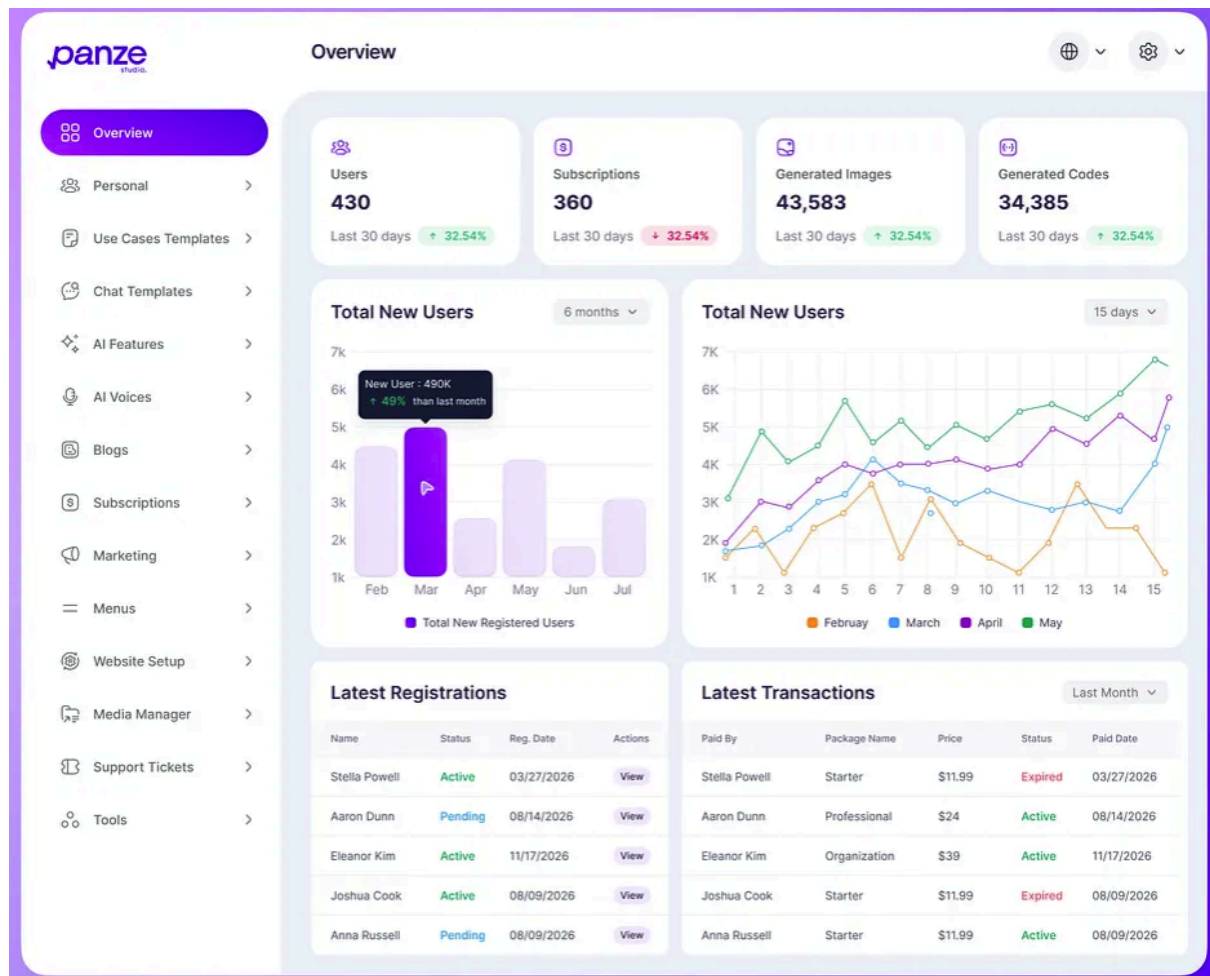 panze
studio.
Overview
Overview
Personal
Use Cases Templates
Chat Templates
AI Features
AI Voices
Blogs
Subscriptions
Marketing
Menus
Website Setup
Media Manager
Support Tickets
Tools
Users
430
Last 30 days ↑ 32.54%
Subscriptions
360
Last 30 days ↓ 32.54%
Generated Images
43,583
Last 30 days ↑ 32.54%
Generated Codes
34,385
Last 30 days ↑ 32.54%
Total New Users 6 months
7k
6k
5k
4k
3k
2k
1k
New User : 490K
↑ 49% than last month
Feb Mar Apr May Jun Jul
Total New Registered Users
Total New Users 15 days
7K
6K
5K
4K
3K
2K
1K
1 2 3 4 5 6 7 8 9 10 11 12 13 14 15
Februay March April May
Latest Registrations
Name Status Reg. Date Actions
Stella Powell Active 03/27/2026 View
Aaron Dunn Pending 08/14/2026 View
Eleanor Kim Active 11/17/2026 View
Joshua Cook Active 08/09/2026 View
Anna Russell Pending 08/09/2026 View
Latest Transactions Last Month
Paid By Package Name Price Status Paid Date
Stella Powell Starter $11.99 Expired 03/27/2026
Aaron Dunn Professional $24 Active 08/14/2026
Eleanor Kim Organization $39 Active 11/17/2026
Joshua Cook Starter $11.99 Expired 08/09/2026
Anna Russell Starter $11.99 Active 08/09/2026